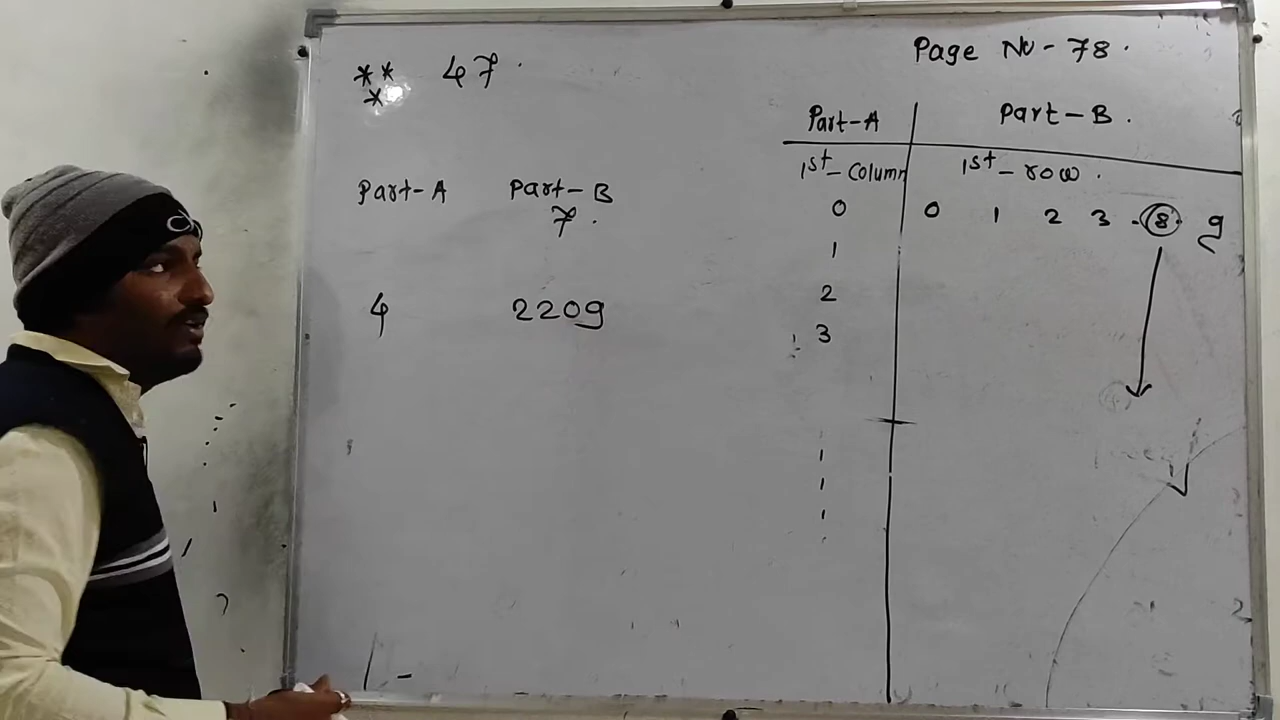 ** 47.
*
Part-A Part-B
7.
4 2209
Page No - 78.
Part-A Part-B.
1st-Column 1st-row.
0 0 1 2 3 - 8 - 9
1
2
3